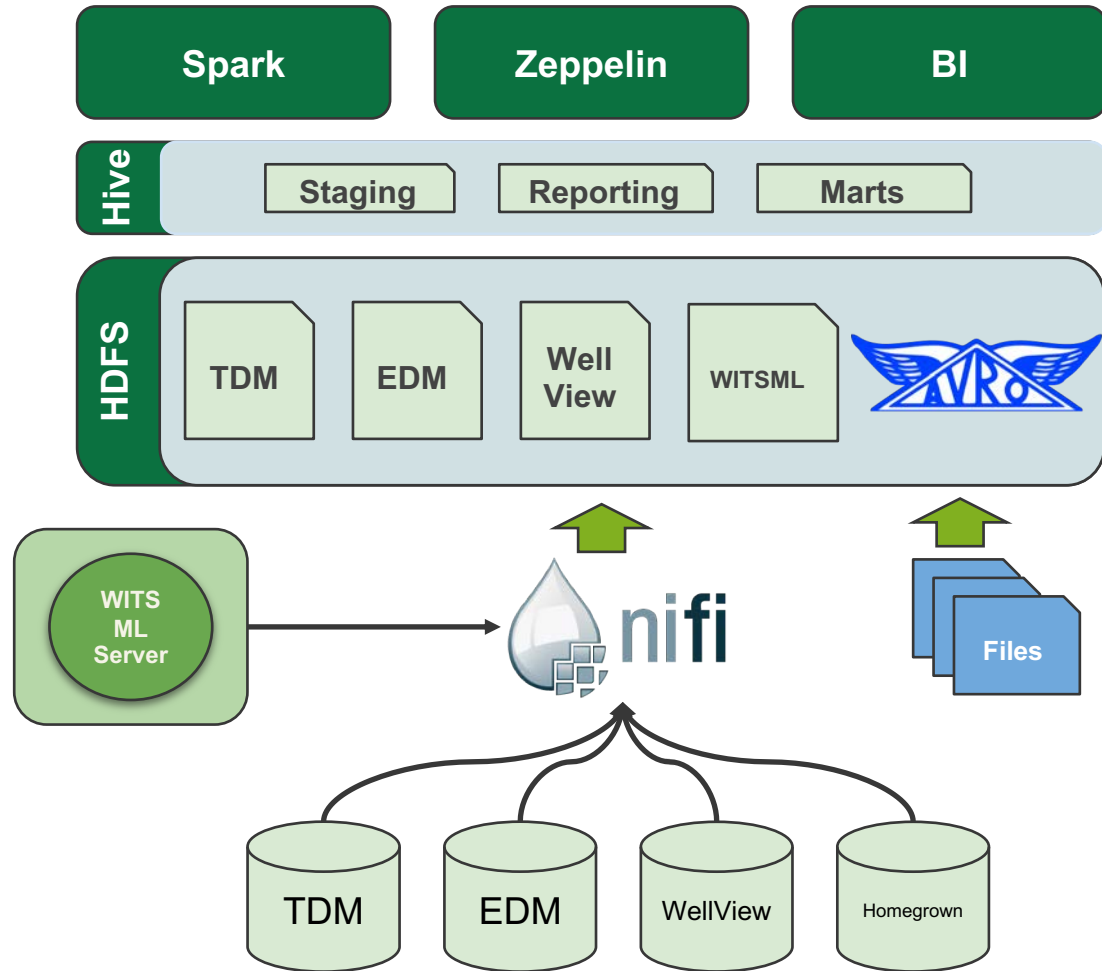 Spark
Zeppelin
BI
Hive
Staging
Reporting
Marts
HDFS
TDM
EDM
Well
View
WITSML
AVRO
WITS
ML
Server
nifi
Files
TDM
EDM
WellView
Homegrown